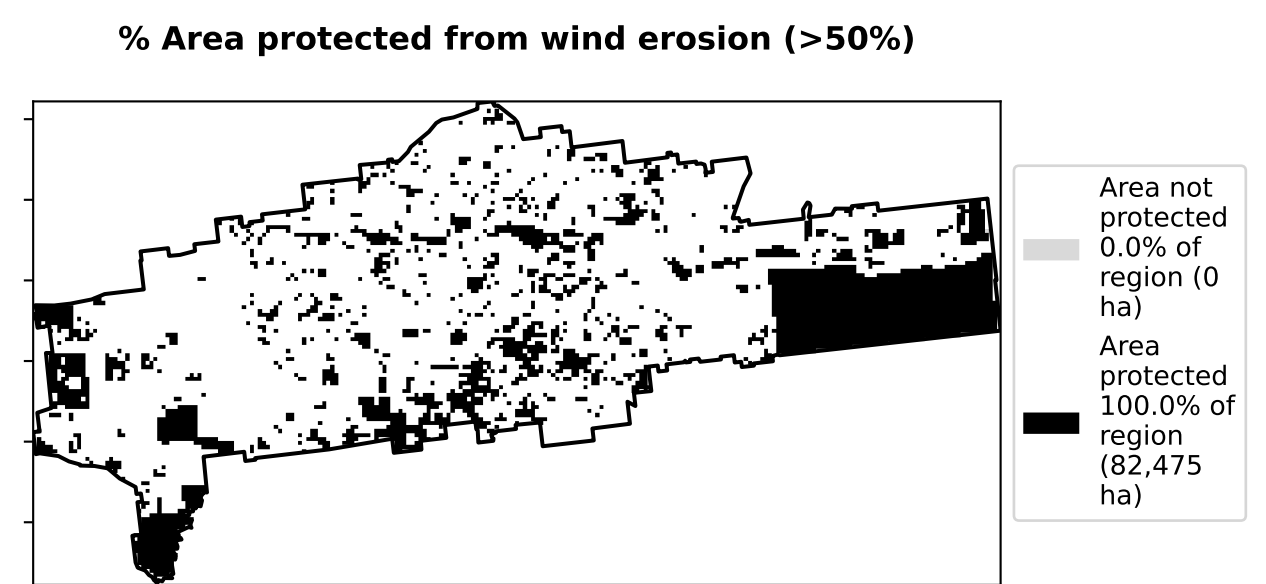 % Area protected from wind erosion (>50%)
Area not
protected
0.0% of
region (0
ha)
Area
protected
100.0% of
region
(82,475
ha)